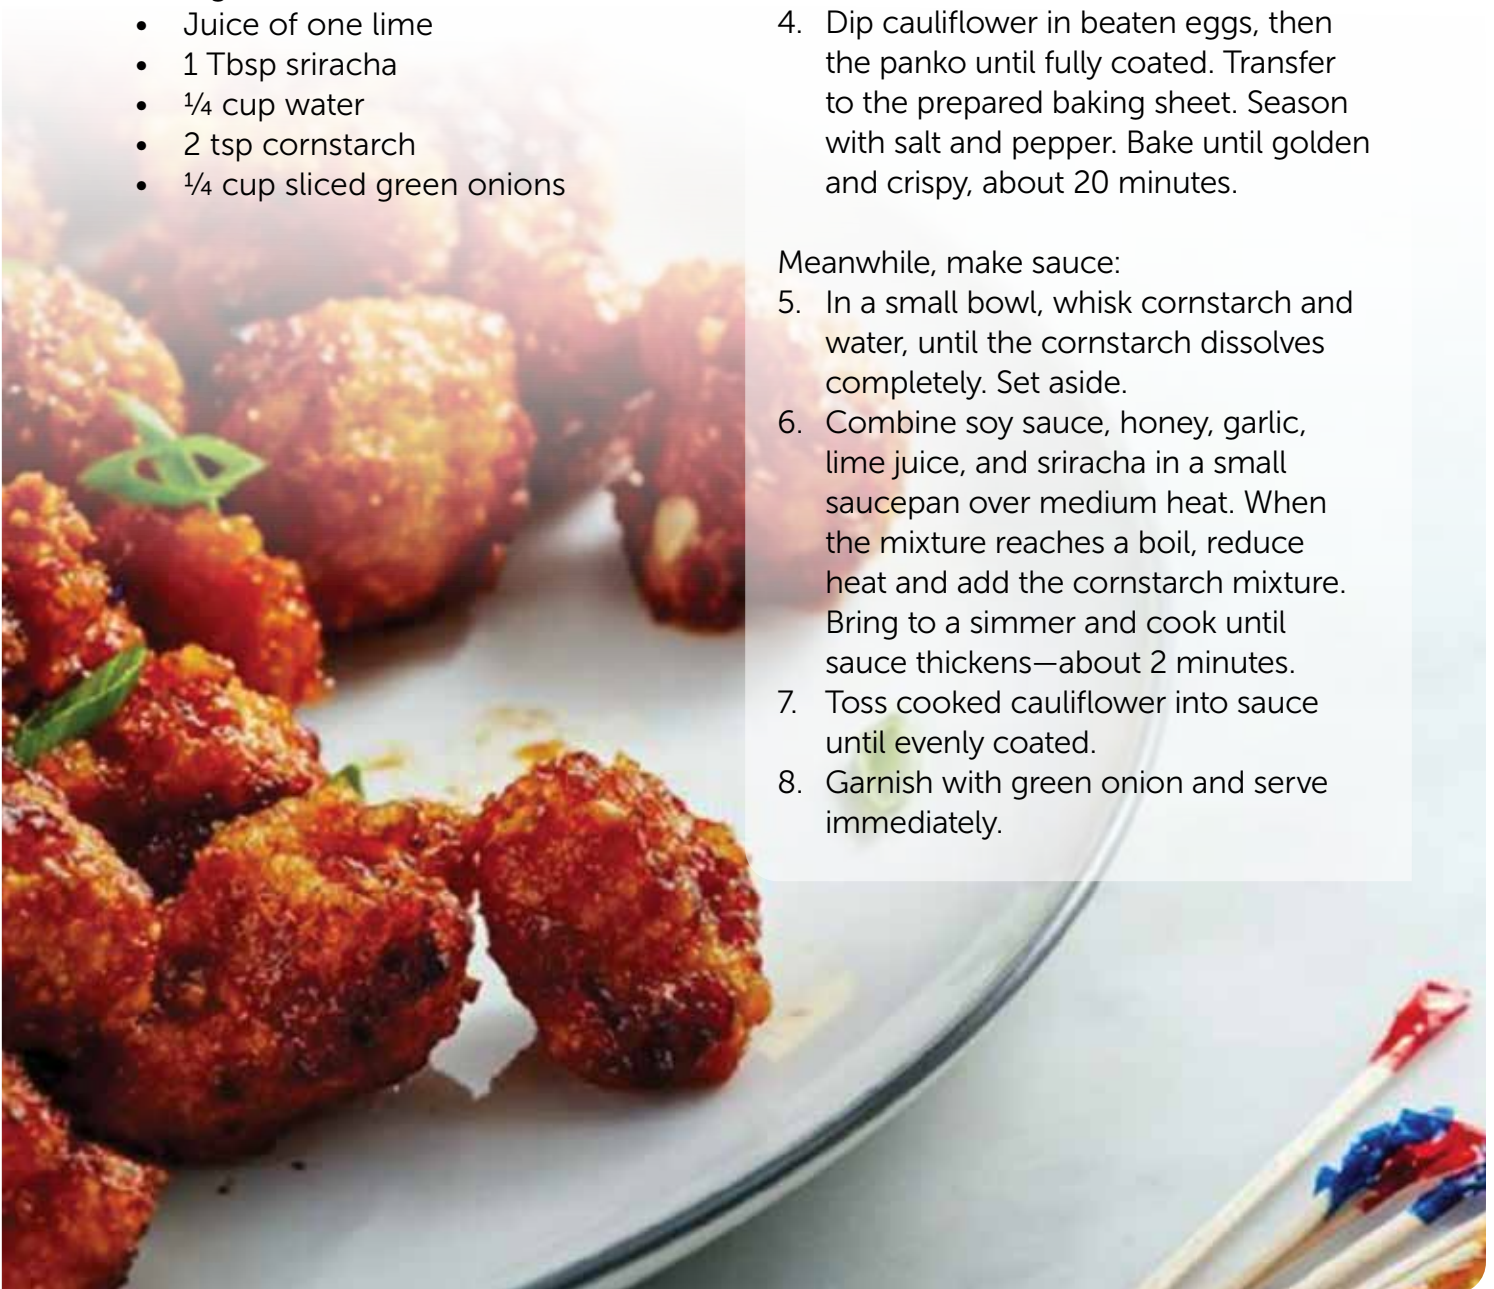 • Juice of one lime
• 1 Tbsp sriracha
• ¼ cup water
• 2 tsp cornstarch
• ¼ cup sliced green onions
4. Dip cauliflower in beaten eggs, then
the panko until fully coated. Transfer
to the prepared baking sheet. Season
with salt and pepper. Bake until golden
and crispy, about 20 minutes.
Meanwhile, make sauce:
5. In a small bowl, whisk cornstarch and
water, until the cornstarch dissolves
completely. Set aside.
6. Combine soy sauce, honey, garlic,
lime juice, and sriracha in a small
saucepan over medium heat. When
the mixture reaches a boil, reduce
heat and add the cornstarch mixture.
Bring to a simmer and cook until
sauce thickens—about 2 minutes.
7. Toss cooked cauliflower into sauce
until evenly coated.
8. Garnish with green onion and serve
immediately.